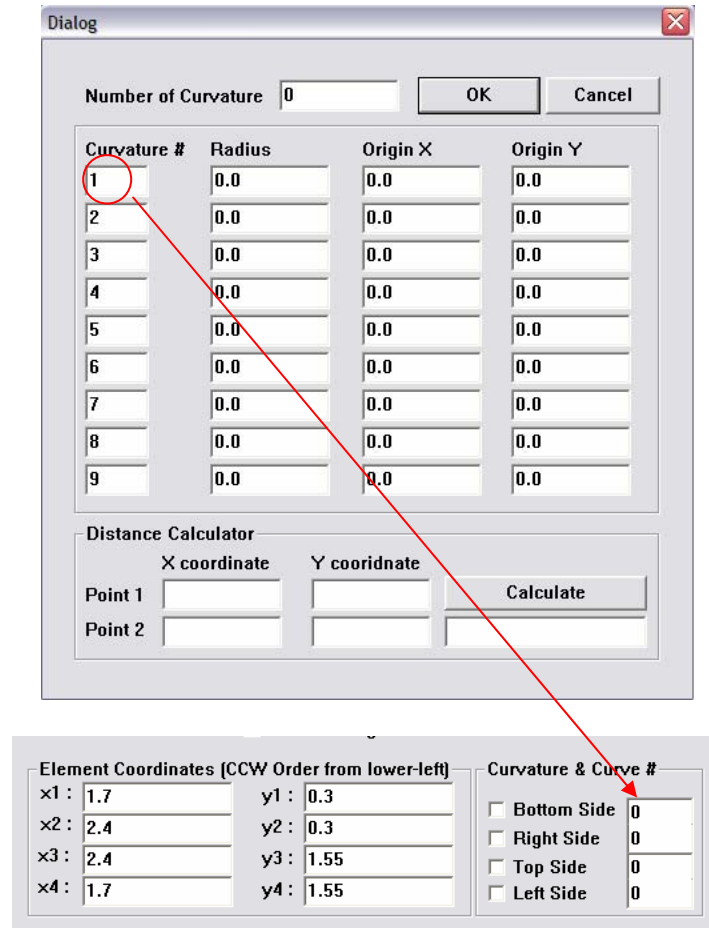 Dialog
Number of Curvature 0 OK Cancel
Curvature # Radius Origin X Origin Y
1 0.0 0.0 0.0
2 0.0 0.0 0.0
3 0.0 0.0 0.0
4 0.0 0.0 0.0
5 0.0 0.0 0.0
6 0.0 0.0 0.0
7 0.0 0.0 0.0
8 0.0 0.0 0.0
9 0.0 0.0 0.0
Distance Calculator
X coordinate Y cooridnate
Point 1 Calculate
Point 2
Element Coordinates (CCW Order from lower-left) Curvature & Curve #
x1 : 1.7 y1 : 0.3 Bottom Side 0
x2 : 2.4 y2 : 0.3 Right Side 0
x3 : 2.4 y3 : 1.55 Top Side 0
x4 : 1.7 y4 : 1.55 Left Side 0